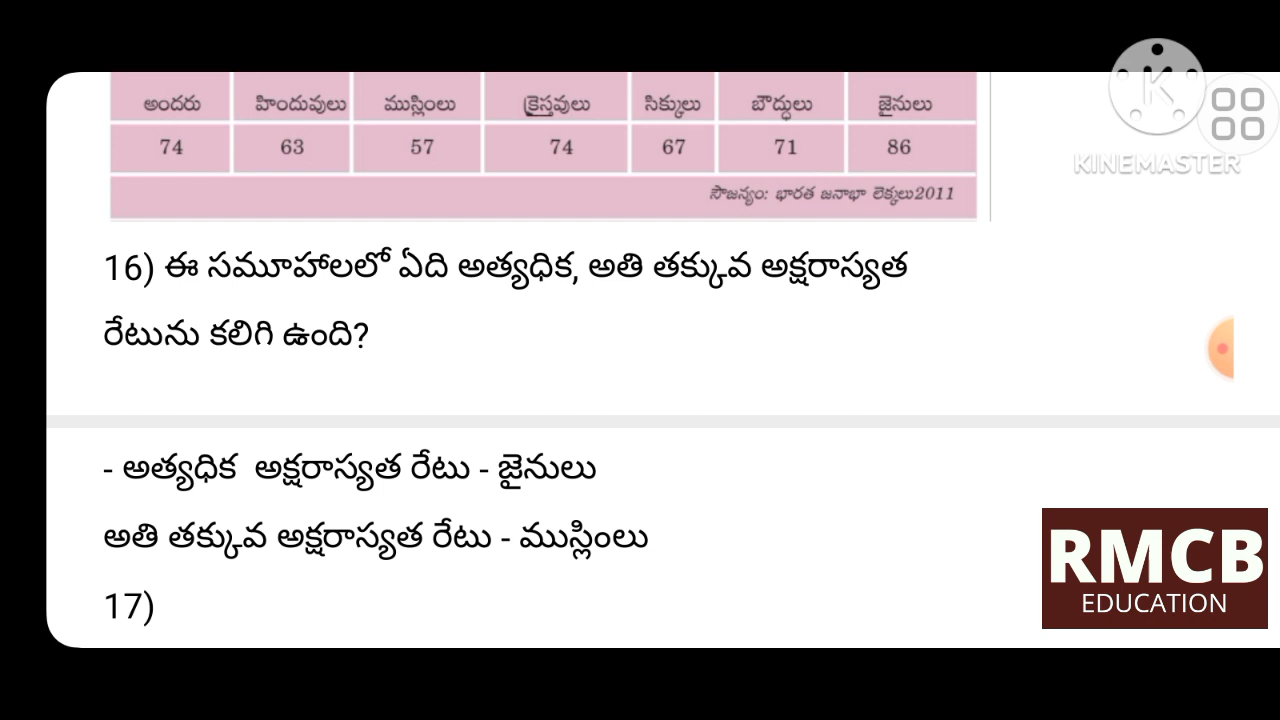 అందరు హిందువులు ముస్లింలు క్రైస్తవులు సిక్కులు బౌద్ధులు జైనులు
74 63 57 74 67 71 86
సౌజన్యం: భారత జనాభా లెక్కలు2011
KINEMASTER
16) ఈ సమూహాలలో ఏది అత్యధిక, అతి తక్కువ అక్షరాస్యత
రేటును కలిగి ఉంది?
- అత్యధిక అక్షరాస్యత రేటు - జైనులు
అతి తక్కువ అక్షరాస్యత రేటు - ముస్లింలు
17)
RMCB
EDUCATION